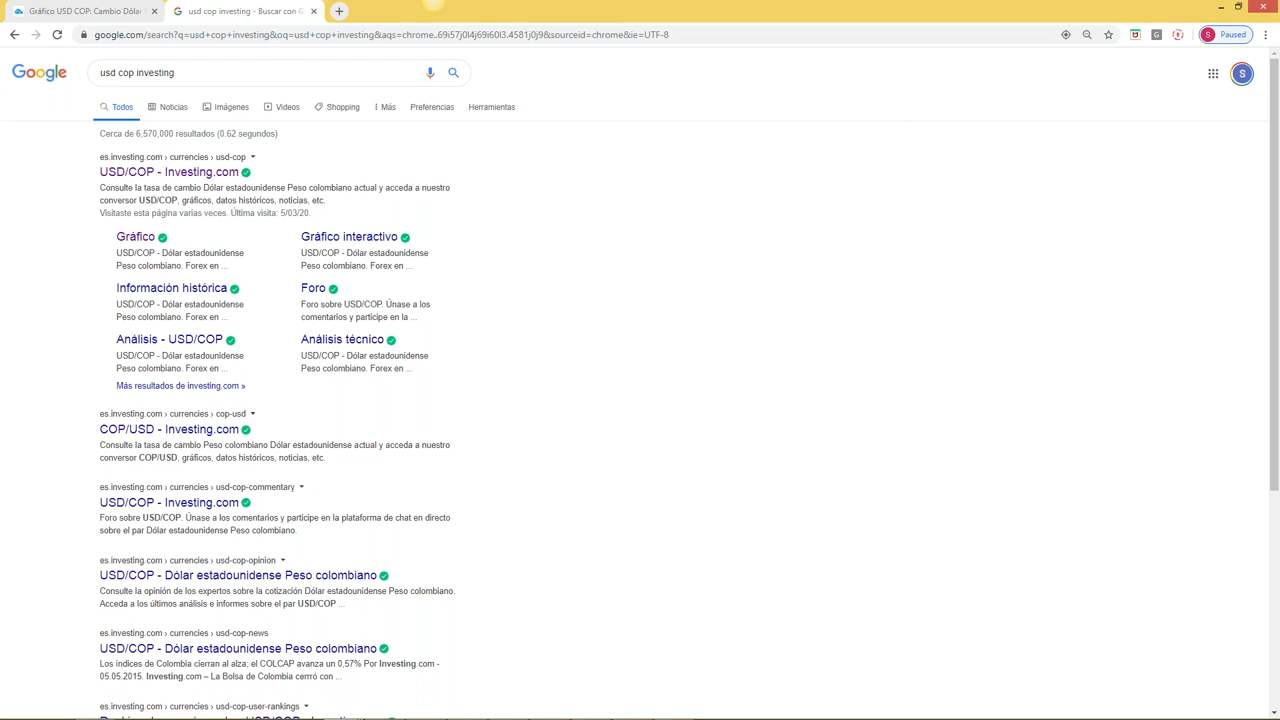 Gráfico USD COP: Cambio Dólar
usd cop investing - Buscar con G
google.com/search?q=usd+cop+investing&oq=usd+cop+investing&aqs=chrome..69i57j0l4j69i60l3.4581j0j9&sourceid=chrome&ie=UTF-8
S Paused
Google
usd cop investing
S
Todos Noticias Imágenes Videos Shopping Más Preferencias Herramientas
Cerca de 6,570,000 resultados (0.62 segundos)
es.investing.com › currencies › usd-cop
USD/COP - Investing.com
Consulte la tasa de cambio Dólar estadounidense Peso colombiano actual y acceda a nuestro
conversor USD/COP, gráficos, datos históricos, noticias, etc.
Visitaste esta página varias veces. Última visita: 5/03/20.
Gráfico
USD/COP - Dólar estadounidense
Peso colombiano. Forex en ...
Gráfico interactivo
USD/COP - Dólar estadounidense
Peso colombiano. Forex en ...
Información histórica
USD/COP - Dólar estadounidense
Peso colombiano. Forex en ...
Foro
Foro sobre USD/COP. Únase a los
comentarios y participe en la ...
Análisis - USD/COP
USD/COP - Dólar estadounidense
Peso colombiano. Forex en ...
Análisis técnico
USD/COP - Dólar estadounidense
Peso colombiano. Forex en ...
Más resultados de investing.com »
es.investing.com › currencies › cop-usd
COP/USD - Investing.com
Consulte la tasa de cambio Peso colombiano Dólar estadounidense actual y acceda a nuestro
conversor COP/USD, gráficos, datos históricos, noticias, etc.
es.investing.com › currencies › usd-cop-commentary
USD/COP - Investing.com
Foro sobre USD/COP. Únase a los comentarios y participe en la plataforma de chat en directo
sobre el par Dólar estadounidense Peso colombiano.
es.investing.com › currencies › usd-cop-opinion
USD/COP - Dólar estadounidense Peso colombiano
Consulte la opinión de los expertos sobre la cotización Dólar estadounidense Peso colombiano.
Acceda a los últimos análisis e informes sobre el par USD/COP ...
es.investing.com › currencies › usd-cop-news
USD/COP - Dólar estadounidense Peso colombiano
Los índices de Colombia cierran al alza; el COLCAP avanza un 0,57% Por Investing.com -
05.05.2015. Investing.com – La Bolsa de Colombia cerrró con ...
es.investing.com › currencies › usd-cop-user-rankings